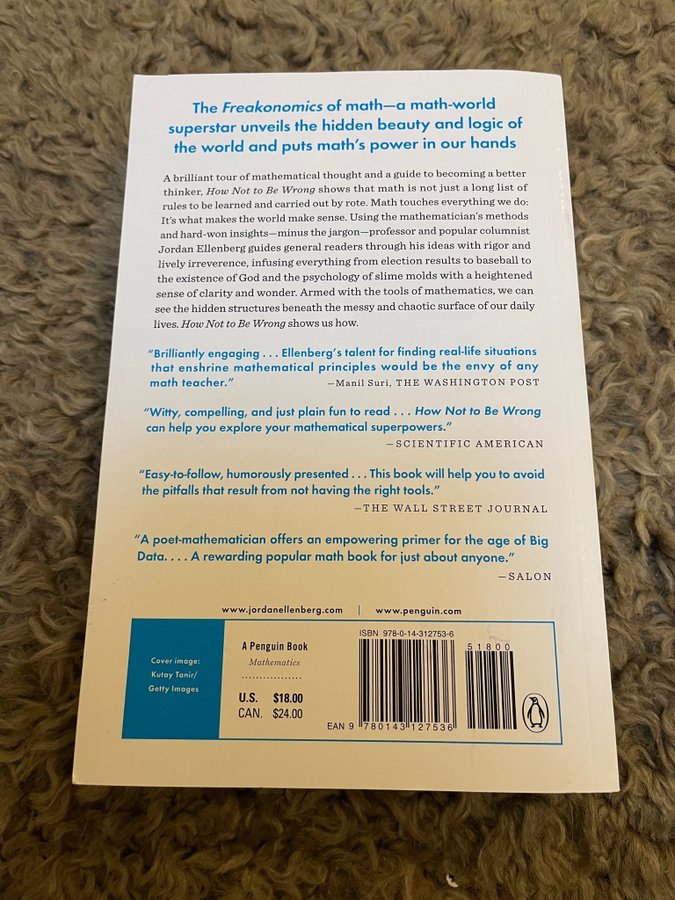 The Freakonomics of math—a math-world
superstar unveils the hidden beauty and logic of
the world and puts math's power in our hands
A brilliant tour of mathematical thought and a guide to becoming a better
thinker, How Not to Be Wrong shows that math is not just a long list of
rules to be learned and carried out by rote. Math touches everything we do:
It's what makes the world make sense. Using the mathematician's methods
and hard-won insights—minus the jargon—professor and popular columnist
Jordan Ellenberg guides general readers through his ideas with rigor and
lively irreverence, infusing everything from election results to baseball to
the existence of God and the psychology of slime molds with a heightened
sense of clarity and wonder. Armed with the tools of mathematics, we can
see the hidden structures beneath the messy and chaotic surface of our daily
lives. How Not to Be Wrong shows us how.
“Brilliantly engaging . . . Ellenberg's talent for finding real-life situations
that enshrine mathematical principles would be the envy of any
math teacher.” —Manil Suri, THE WASHINGTON POST
“Witty, compelling, and just plain fun to read . . . How Not to Be Wrong
can help you explore your mathematical superpowers.”
—SCIENTIFIC AMERICAN
“Easy-to-follow, humorously presented . . . This book will help you to avoid
the pitfalls that result from not having the right tools.”
—THE WALL STREET JOURNAL
“A poet-mathematician offers an empowering primer for the age of Big
Data. . . . A rewarding popular math book for just about anyone.”
—SALON
www.jordanellenberg.com | www.penguin.com
Cover image:
Kutay Tanir/
Getty Images
A Penguin Book
Mathematics
U.S. $18.00
CAN. $24.00
ISBN 978-0-14-312753-6
51800
EAN 9 780143 127536